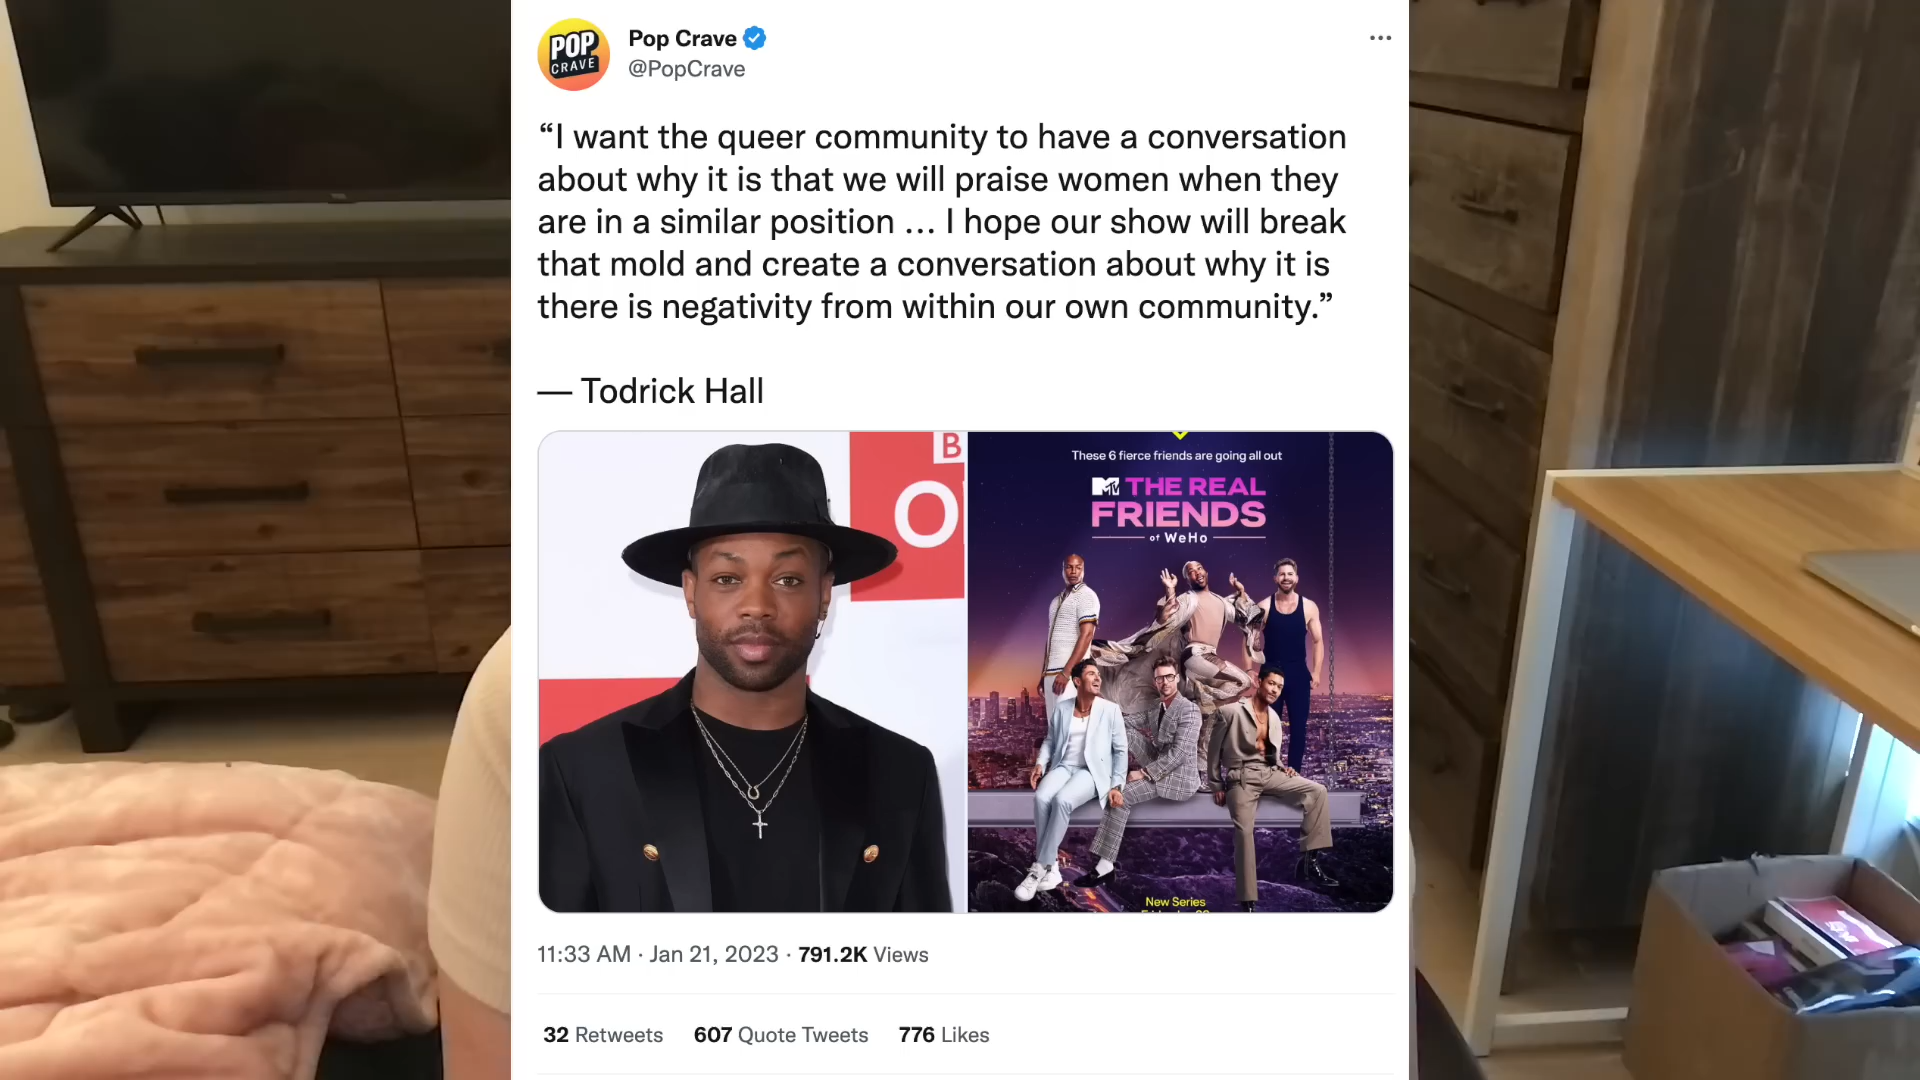 POP
CRAVE
Pop Crave
@PopCrave
“I want the queer community to have a conversation
about why it is that we will praise women when they
are in a similar position … I hope our show will break
that mold and create a conversation about why it is
there is negativity from within our own community.”
— Todrick Hall
B
O
These 6 fierce friends are going all out
MTV THE REAL
FRIENDS
of WeHo
New Series
11:33 AM · Jan 21, 2023 · 791.2K Views
32 Retweets 607 Quote Tweets 776 Likes